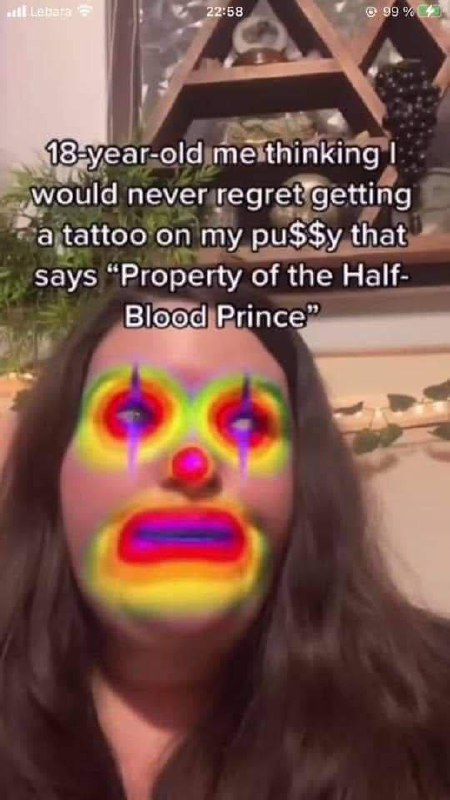 Lebara 22:58 99 %
18-year-old me thinking I
would never regret getting
a tattoo on my pu$$y that
says “Property of the Half-
Blood Prince”